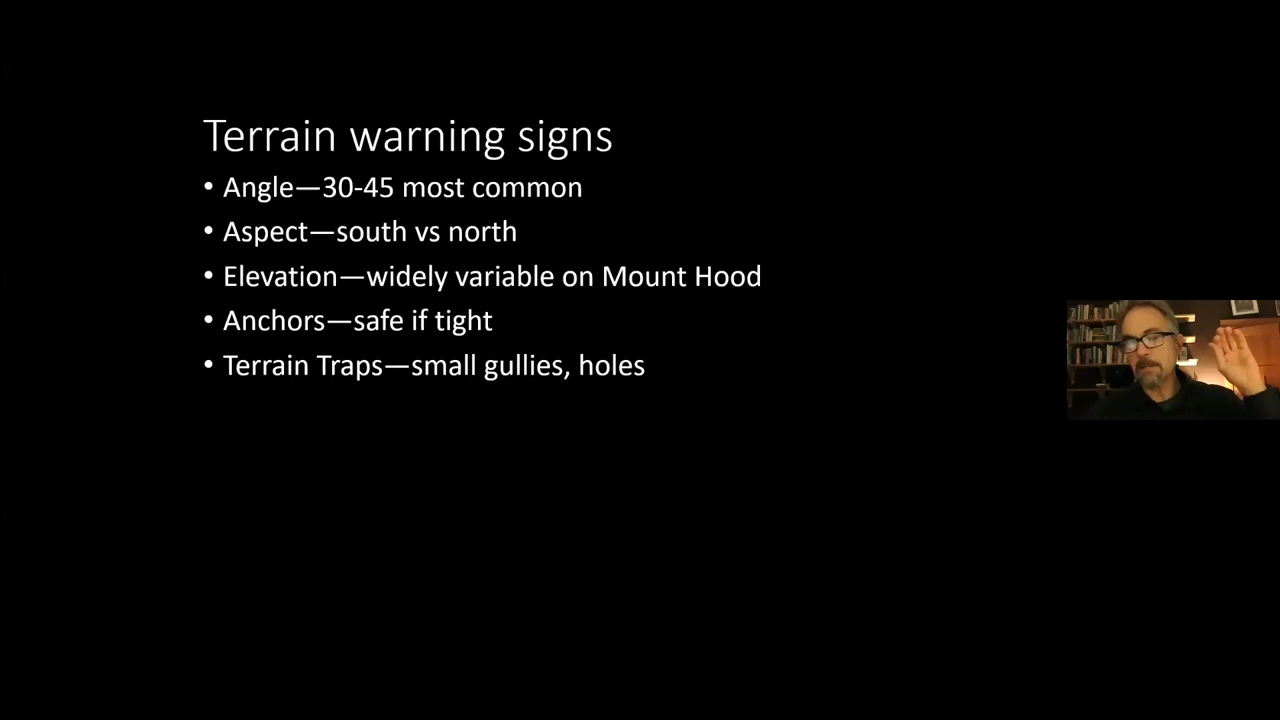 Terrain warning signs
• Angle—30-45 most common
• Aspect—south vs north
• Elevation—widely variable on Mount Hood
• Anchors—safe if tight
• Terrain Traps—small gullies, holes